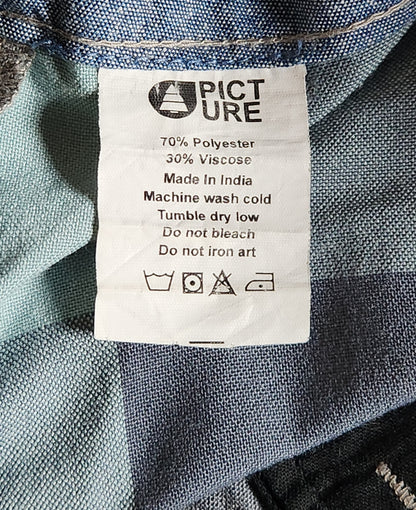 PICT
URE
70% Polyester
30% Viscose
Made In India
Machine wash cold
Tumble dry low
Do not bleach
Do not iron art